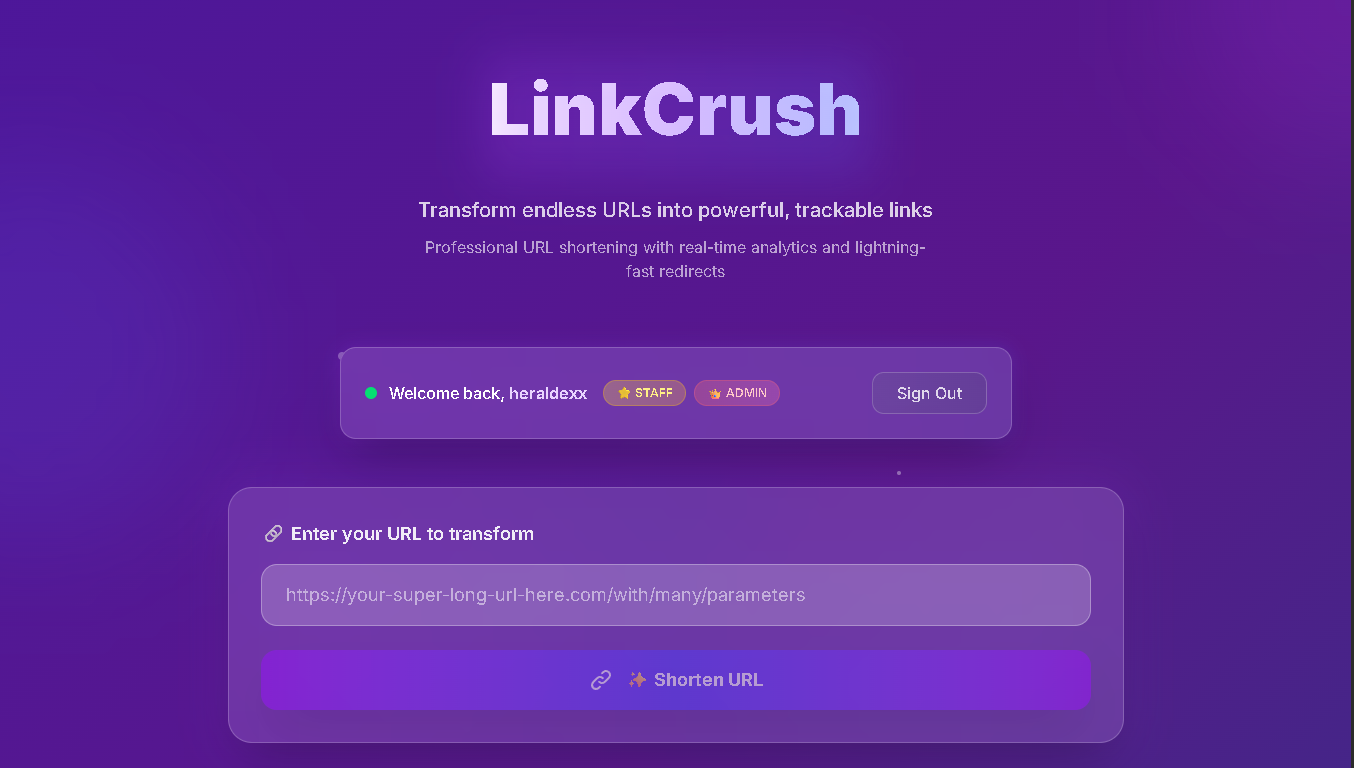 LinkCrush
Transform endless URLs into powerful, trackable links
Professional URL shortening with real-time analytics and lightning-
fast redirects
Welcome back, heraldexx ⭐ STAFF 👑 ADMIN Sign Out
🔗 Enter your URL to transform
https://your-super-long-url-here.com/with/many/parameters
✨ Shorten URL